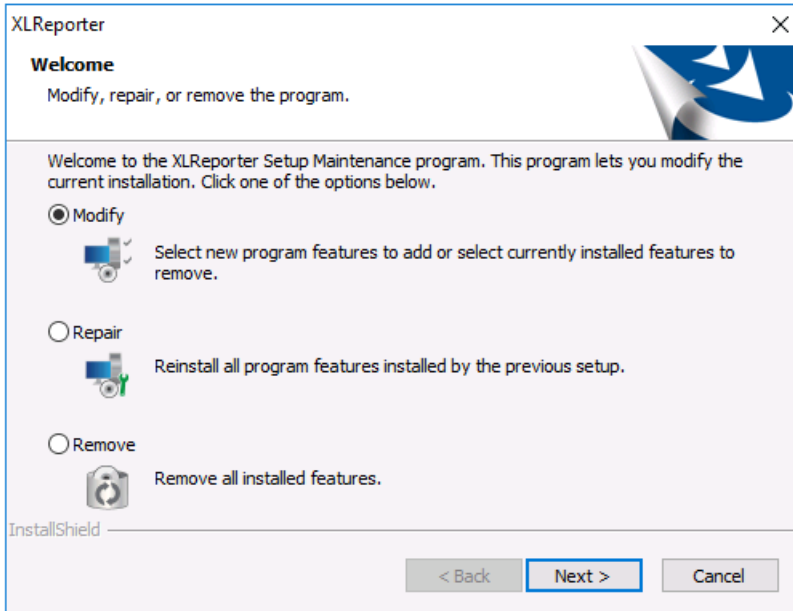 XLReporter
Welcome
Modify, repair, or remove the program.
Welcome to the XLReporter Setup Maintenance program. This program lets you modify the
current installation. Click one of the options below.
Modify
Select new program features to add or select currently installed features to
remove.
Repair
Reinstall all program features installed by the previous setup.
Remove
Remove all installed features.
InstallShield
< Back Next > Cancel